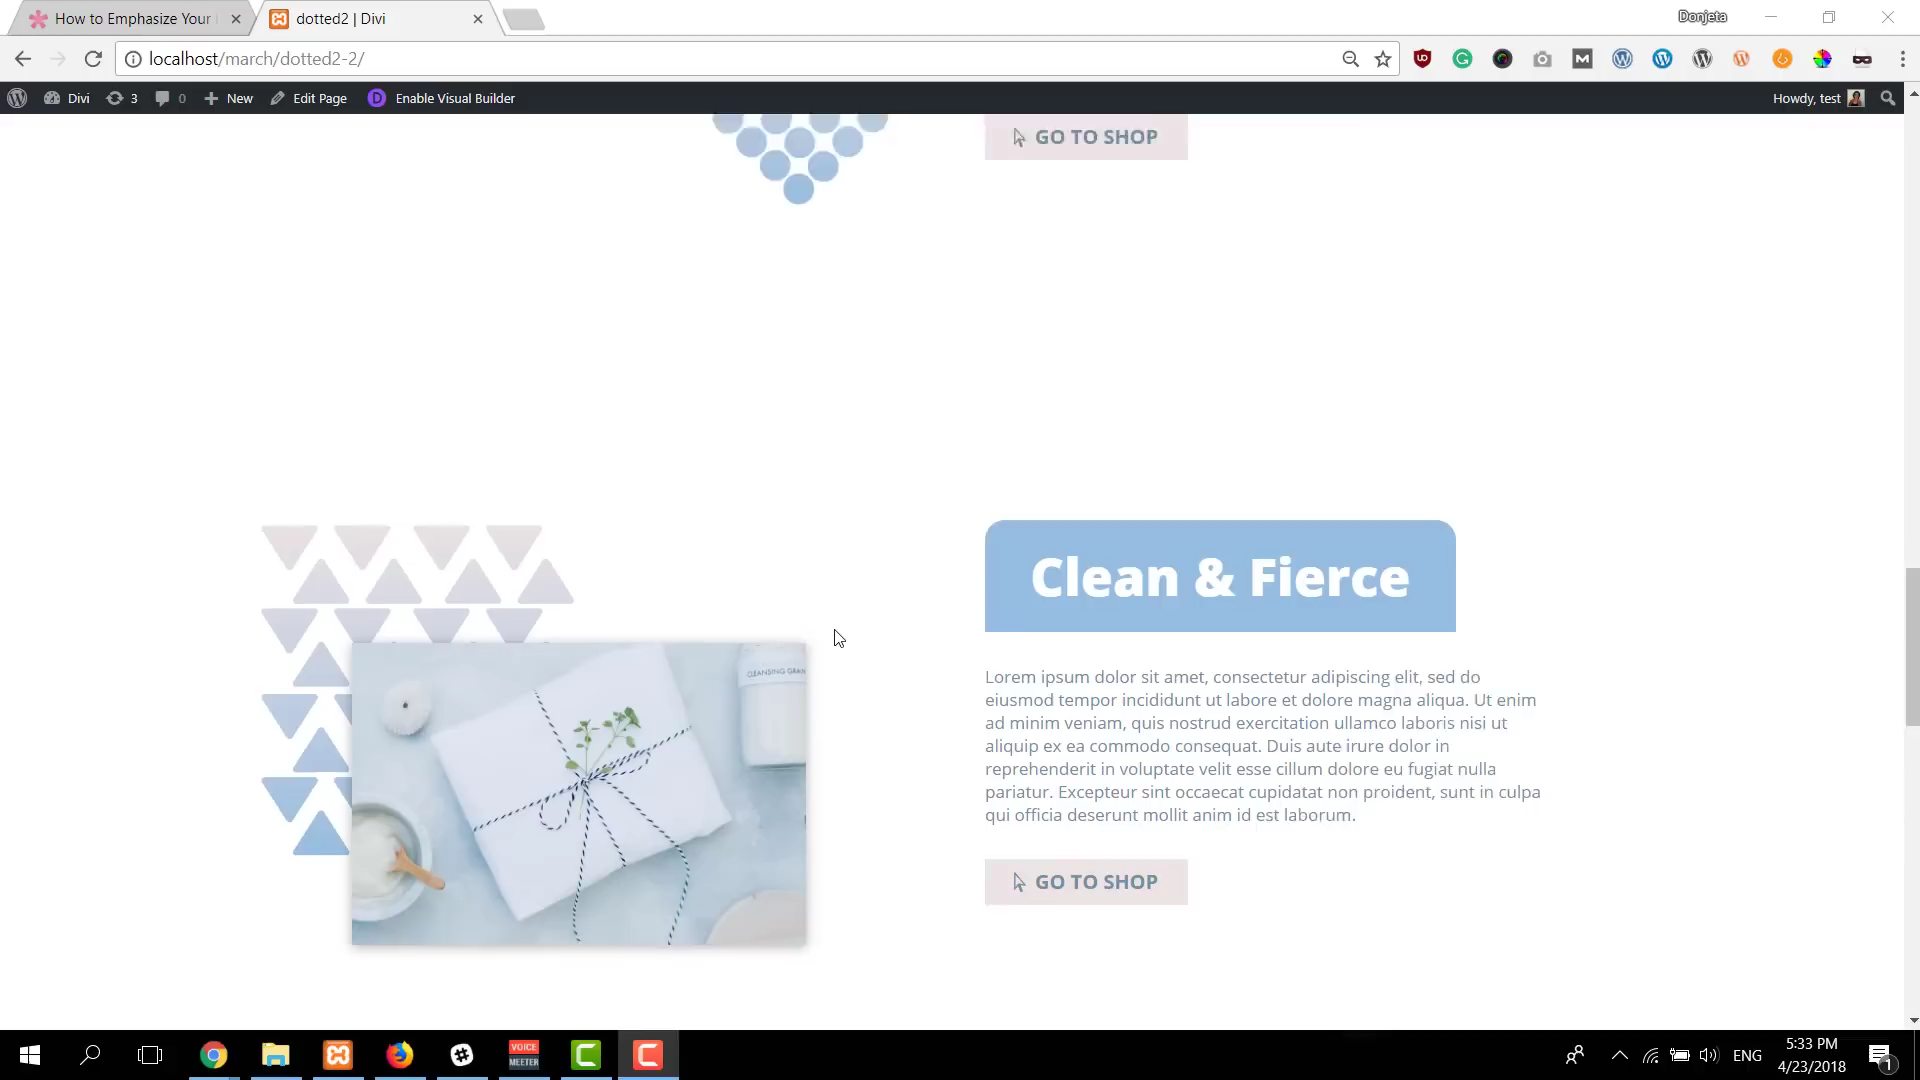 How to Emphasize Your
dotted2 | Divi
Donjeta
localhost/march/dotted2-2/
Divi
3
0
New
Edit Page
Enable Visual Builder
Howdy, test
GO TO SHOP
Clean & Fierce
CLEANSING
Lorem ipsum dolor sit amet, consectetur adipiscing elit, sed do
eiusmod tempor incididunt ut labore et dolore magna aliqua. Ut enim
ad minim veniam, quis nostrud exercitation ullamco laboris nisi ut
aliquip ex ea commodo consequat. Duis aute irure dolor in
reprehenderit in voluptate velit esse cillum dolore eu fugiat nulla
pariatur. Excepteur sint occaecat cupidatat non proident, sunt in culpa
qui officia deserunt mollit anim id est laborum.
GO TO SHOP
VOICE
MEETER
ENG
5:33 PM
4/23/2018
1